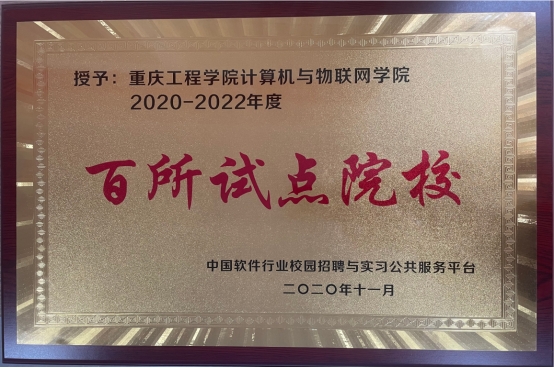 授予：重庆工程学院计算机与物联网学院
2020-2022年度
百所试点院校
中国软件行业校园招聘与实习公共服务平台
二〇二〇年十一月